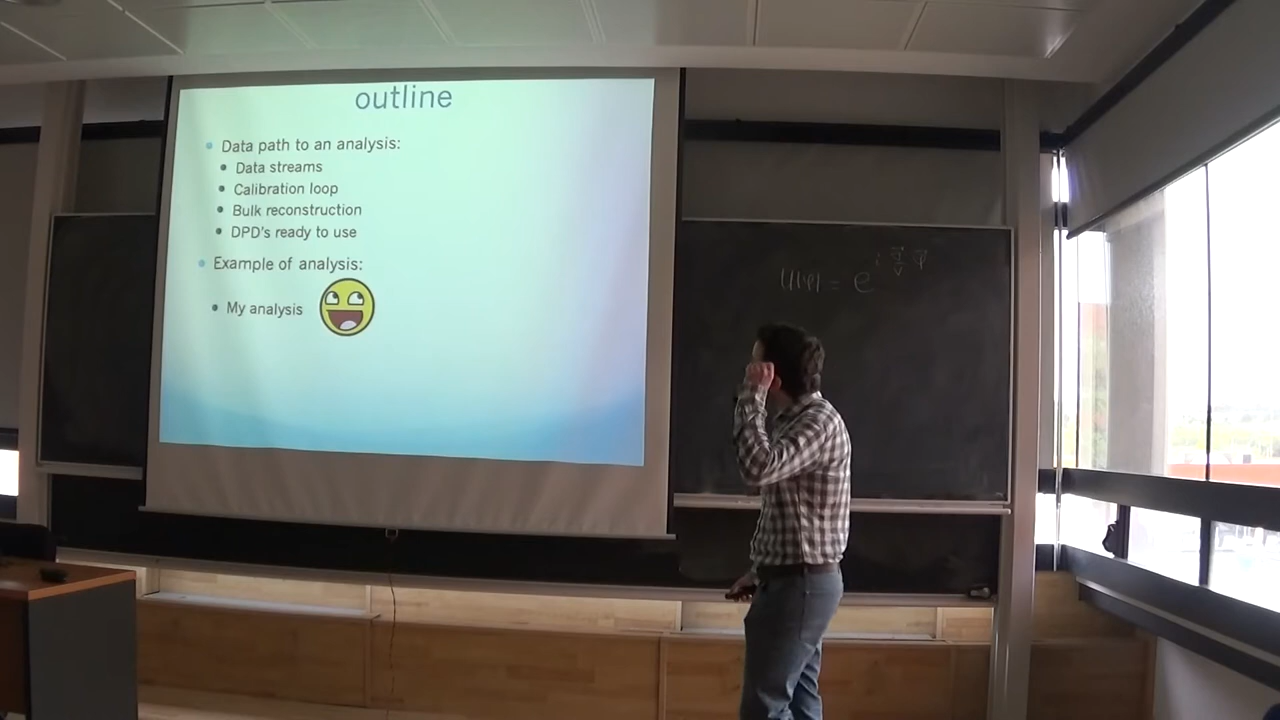 outline
Data path to an analysis:
Data streams
Calibration loop
Bulk reconstruction
DPD's ready to use
Example of analysis:
My analysis
= e